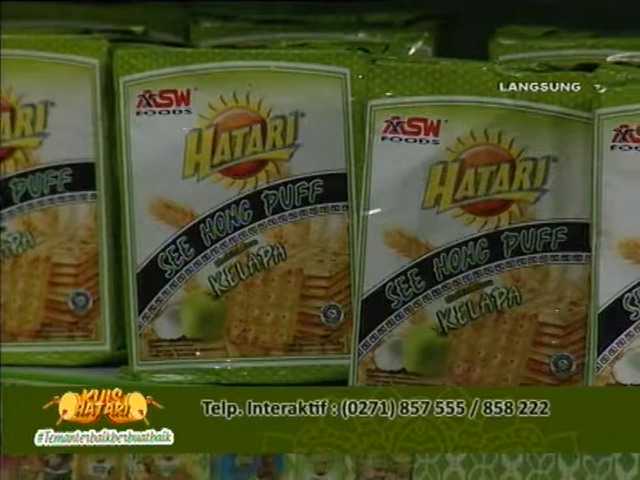 LANGSUNG
ASW
FOODS
HATARI
SEE HONG PUFF
KELAPA
ASW
FOODS
HATARI
SEE HONG PUFF
KELAPA
PUFF
KUIS
HATARI
#Temanterbaikberbuatbaik
Telp. Interaktif : (0271) 857 555 / 858 222